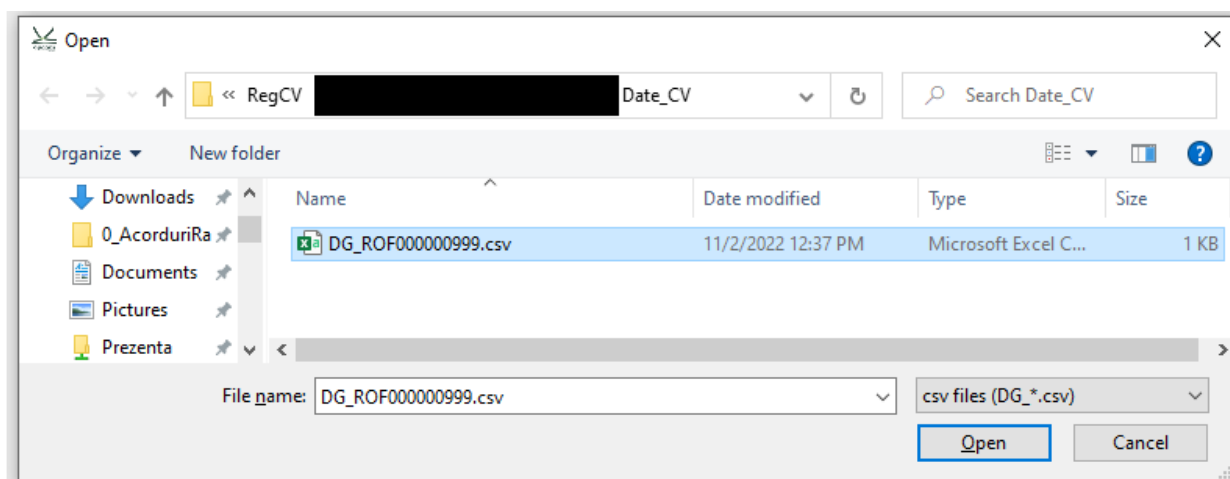 Open
« RegCV Date_CV Search Date_CV
Organize New folder
Name Date modified Type Size
Downloads
0_AcorduriRa
Documents
Pictures
Prezenta
DG_ROF000000999.csv 11/2/2022 12:37 PM Microsoft Excel C... 1 KB
File name: DG_ROF000000999.csv csv files (DG_*.csv)
Open Cancel